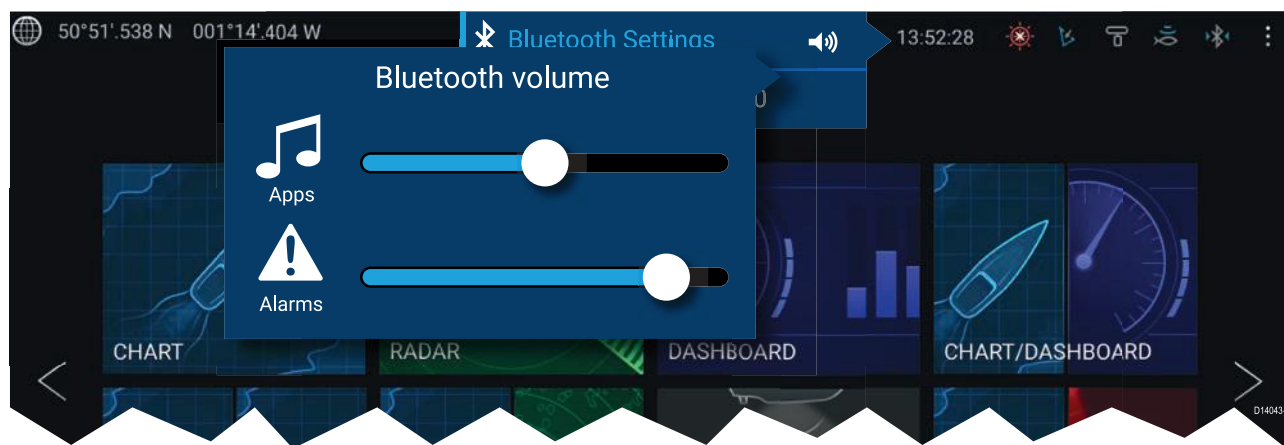 50°51'.538 N 001°14'.404 W
Bluetooth Settings
13:52:28
Bluetooth volume
Apps
Alarms
CHART
RADAR
DASHBOARD
CHART/DASHBOARD